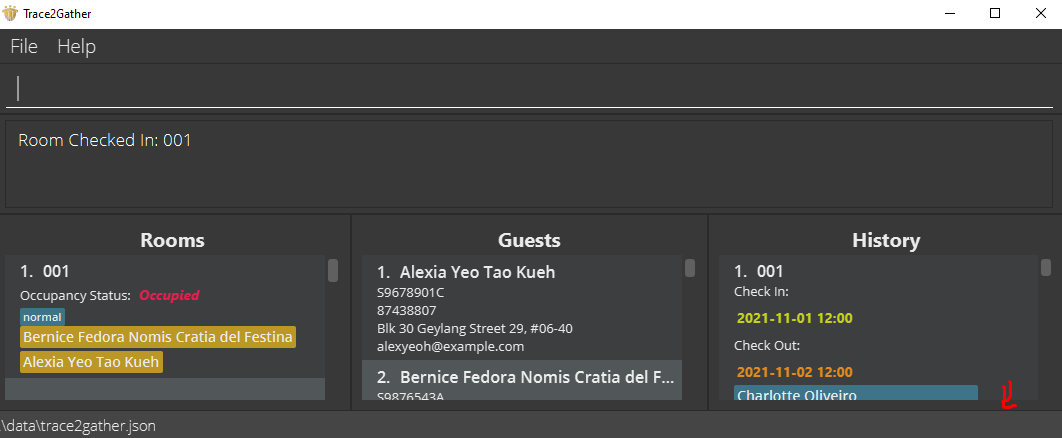 Trace2Gather
File Help
Room Checked In: 001
Rooms
1. 001
Occupancy Status: Occupied
normal
Bernice Fedora Nomis Cratia del Festina
Alexia Yeo Tao Kueh
Guests
1. Alexia Yeo Tao Kueh
S9678901C
87438807
Blk 30 Geylang Street 29, #06-40
alexyeoh@example.com
2. Bernice Fedora Nomis Cratia del F...
S9876543A
History
1. 001
Check In:
2021-11-01 12:00
Check Out:
2021-11-02 12:00
Charlotte Oliveiro
.\data\trace2gather.json